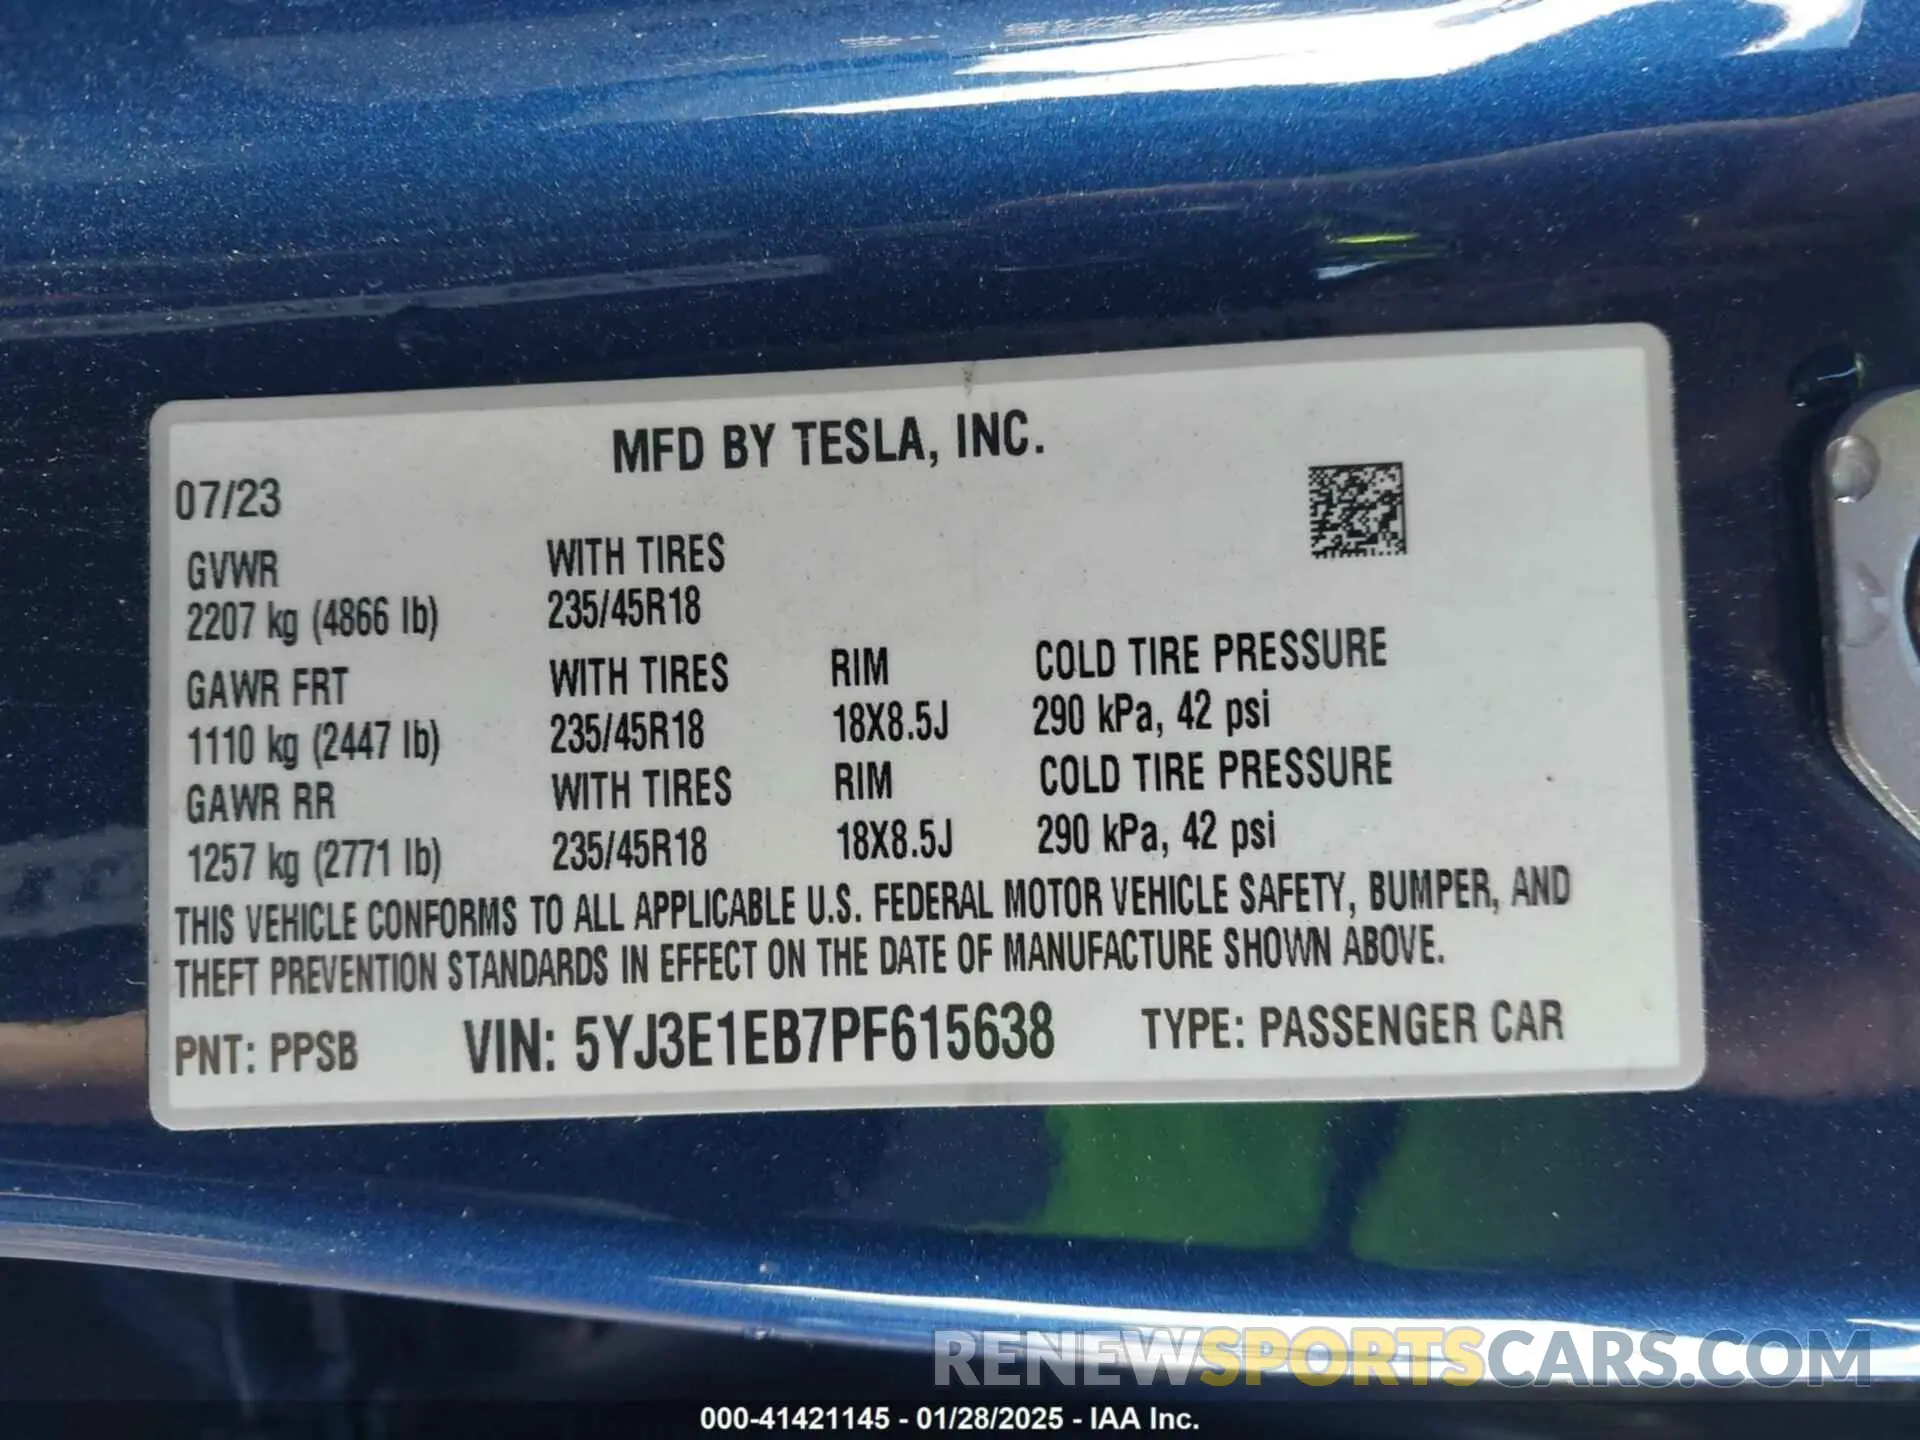 MFD BY TESLA, INC.
07/23
GVWR WITH TIRES
2207 kg (4866 lb) 235/45R18
GAWR FRT WITH TIRES RIM COLD TIRE PRESSURE
1110 kg (2447 lb) 235/45R18 18X8.5J 290 kPa, 42 psi
GAWR RR WITH TIRES RIM COLD TIRE PRESSURE
1257 kg (2771 lb) 235/45R18 18X8.5J 290 kPa, 42 psi
THIS VEHICLE CONFORMS TO ALL APPLICABLE U.S. FEDERAL MOTOR VEHICLE SAFETY, BUMPER, AND
THEFT PREVENTION STANDARDS IN EFFECT ON THE DATE OF MANUFACTURE SHOWN ABOVE.
PNT: PPSB VIN: 5YJ3E1EB7PF615638 TYPE: PASSENGER CAR
RENEWSPORTSCARS.COM
000-41421145 - 01/28/2025 - IAA Inc.